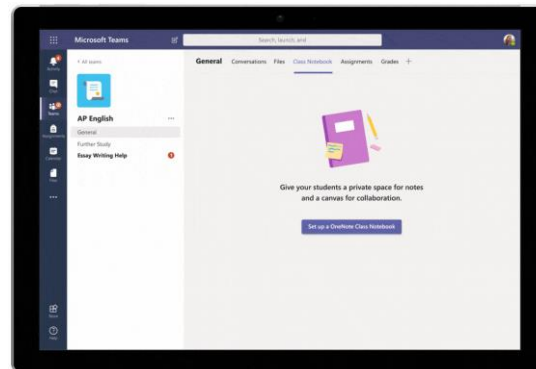 Microsoft Teams
Search, launch, and
Activity
Chat
Teams
Assignments
Calendar
Files
Store
Help
< All teams
AP English
General
Further Study
Essay Writing Help
General Conversations Files Class Notebook Assignments Grades +
Give your students a private space for notes
and a canvas for collaboration.
Set up a OneNote Class Notebook